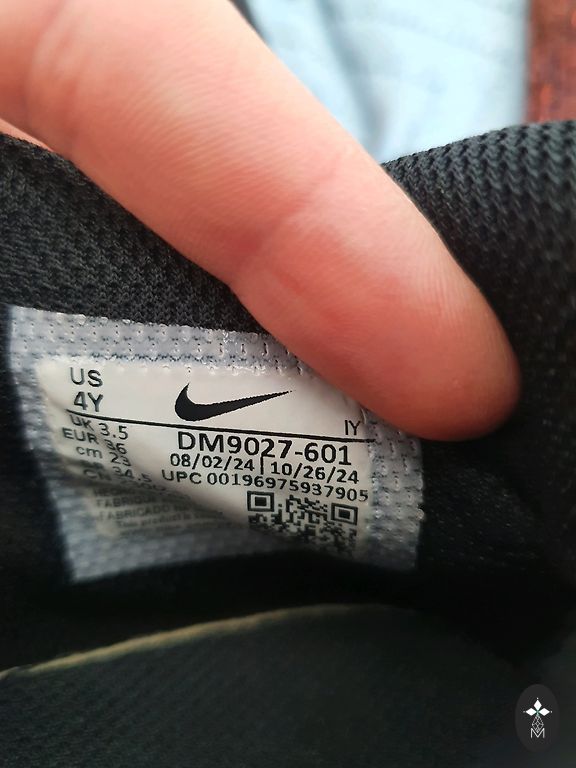 US
4Y
IY
UK 3.5
EUR 36
cm 23
DM9027-601
08/02/24 | 10/26/24
UPC 00196975937905
M